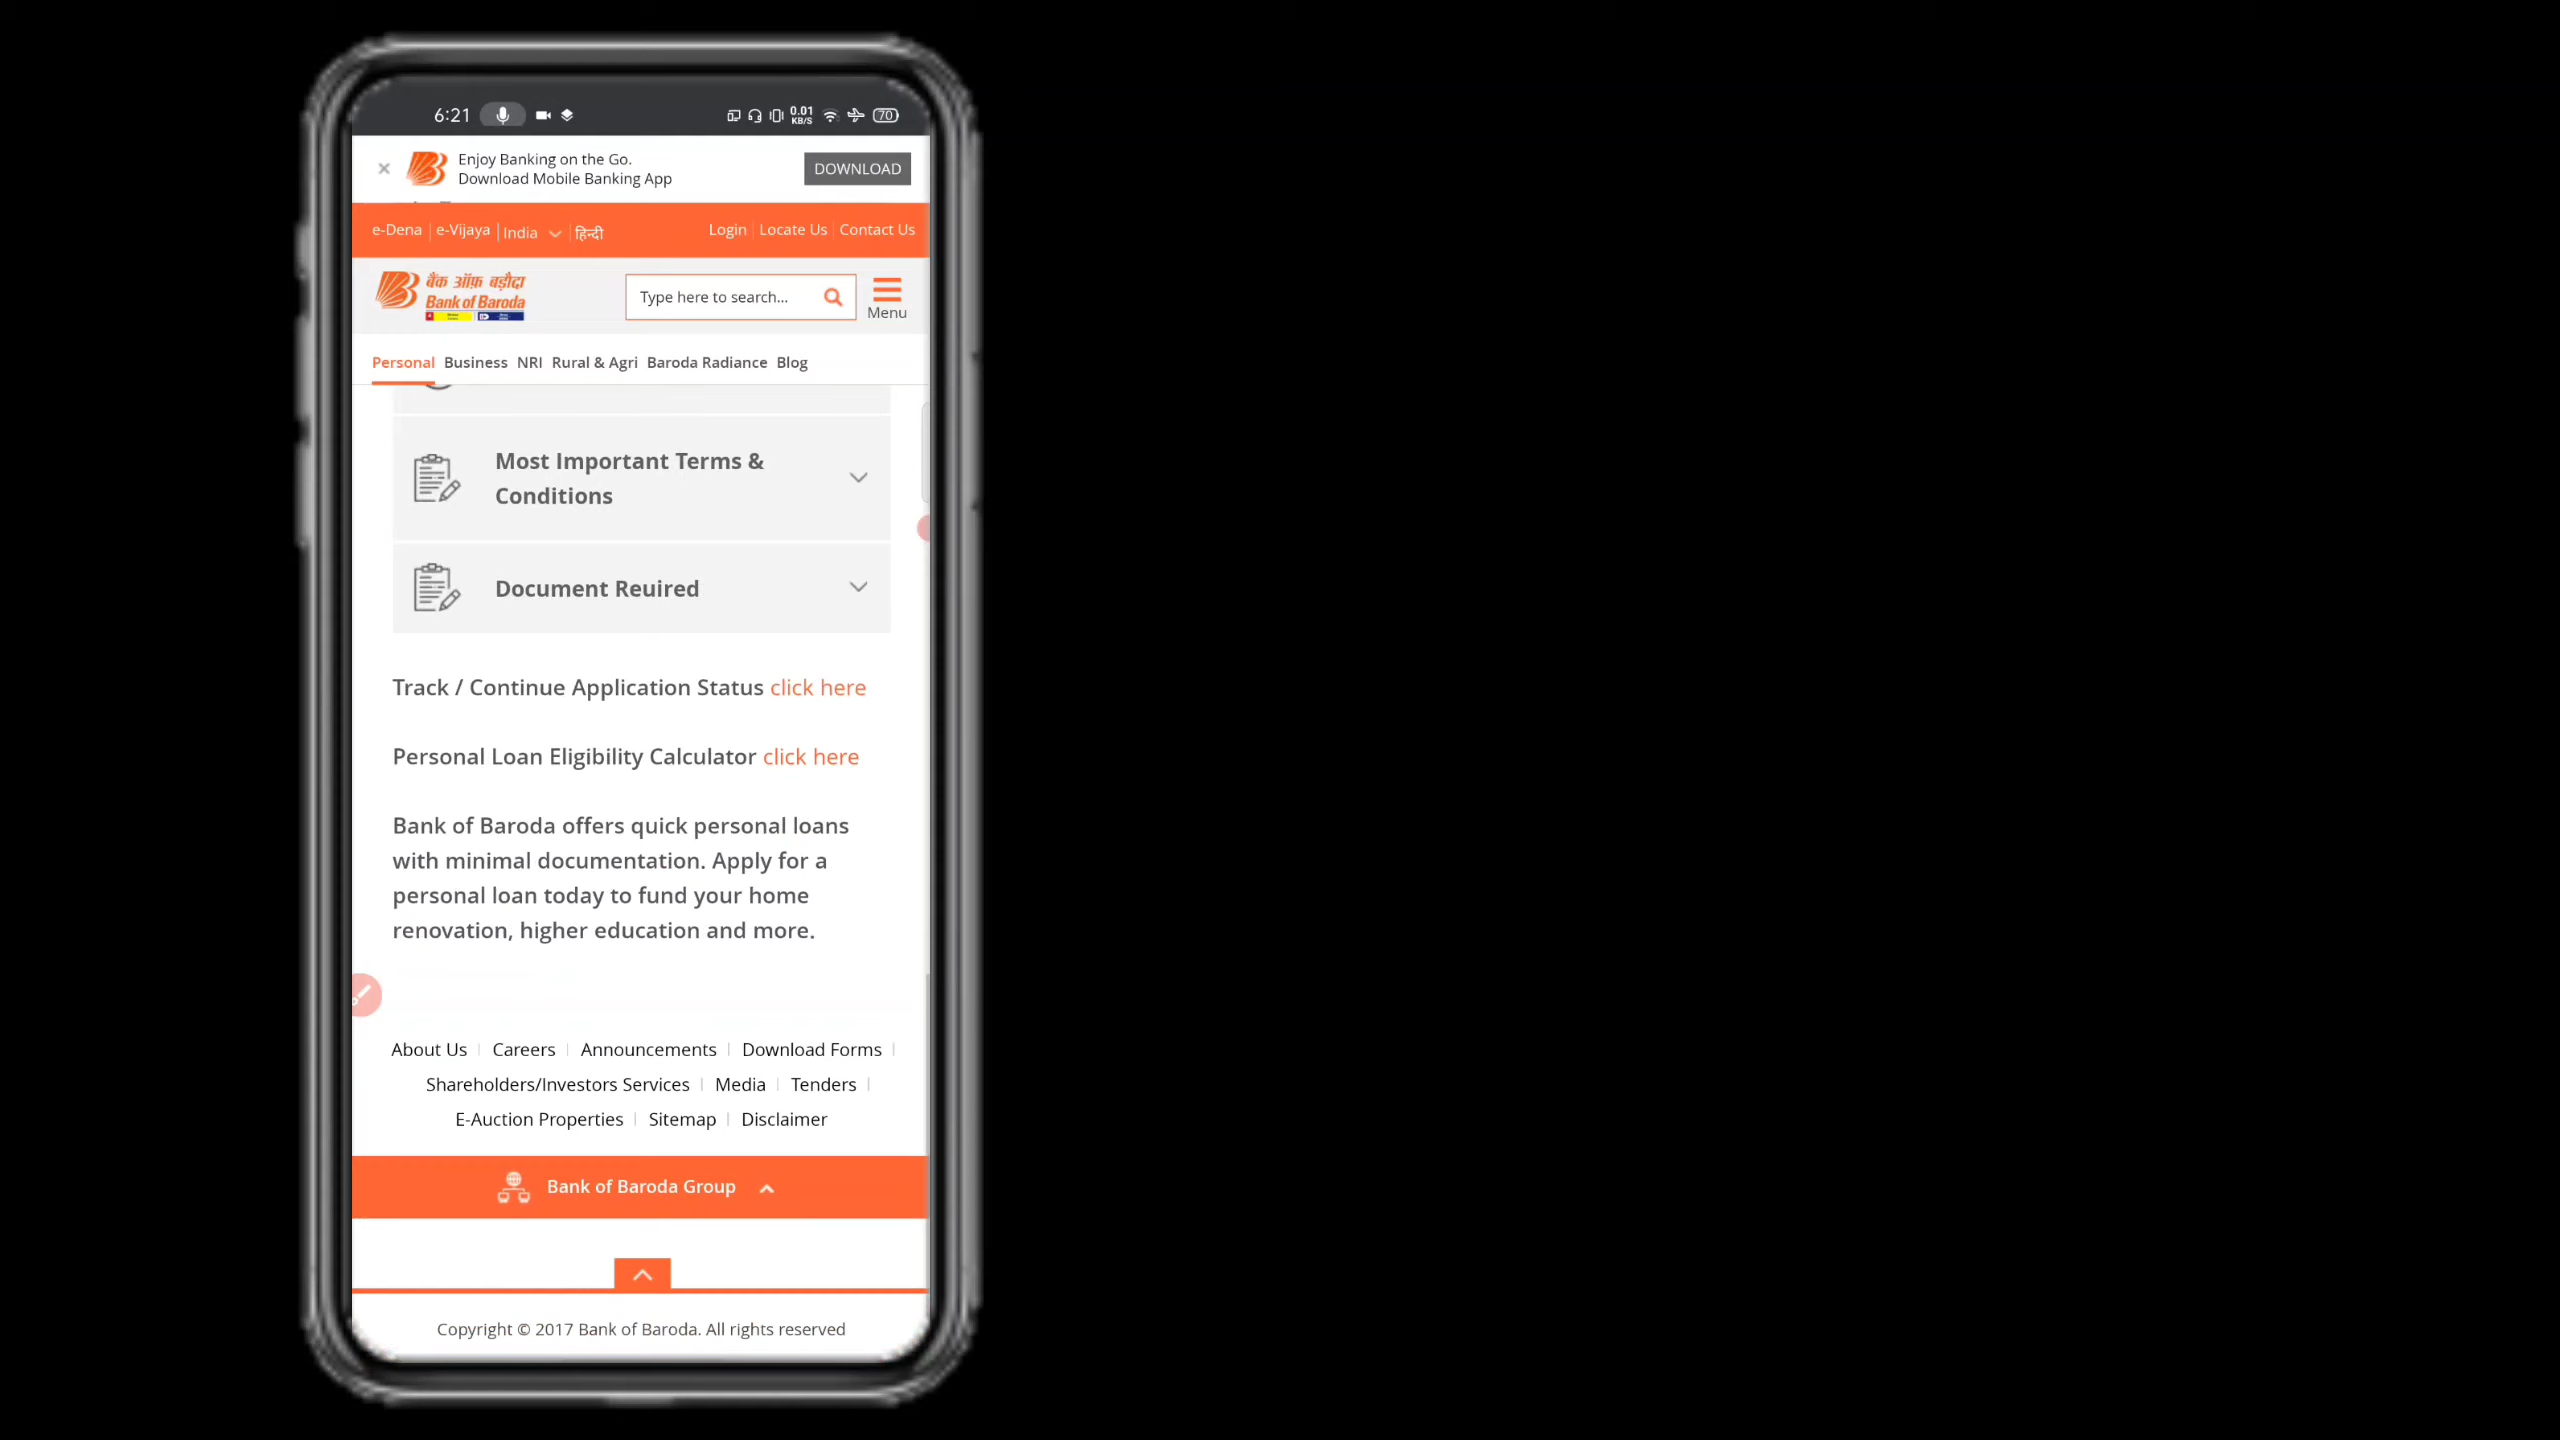 6:21
0.01
KB/S
70
Enjoy Banking on the Go.
Download Mobile Banking App
DOWNLOAD
e-Dena
e-Vijaya
India
हिन्दी
Login
Locate Us
Contact Us
बैंक ऑफ़ बड़ौदा
Bank of Baroda
Type here to search...
Menu
Personal
Business
NRI
Rural & Agri
Baroda Radiance
Blog
Most Important Terms &
Conditions
Document Reuired
Track / Continue Application Status click here
Personal Loan Eligibility Calculator click here
Bank of Baroda offers quick personal loans
with minimal documentation. Apply for a
personal loan today to fund your home
renovation, higher education and more.
About Us | Careers | Announcements | Download Forms |
Shareholders/Investors Services | Media | Tenders |
E-Auction Properties | Sitemap | Disclaimer
Bank of Baroda Group
Copyright © 2017 Bank of Baroda. All rights reserved